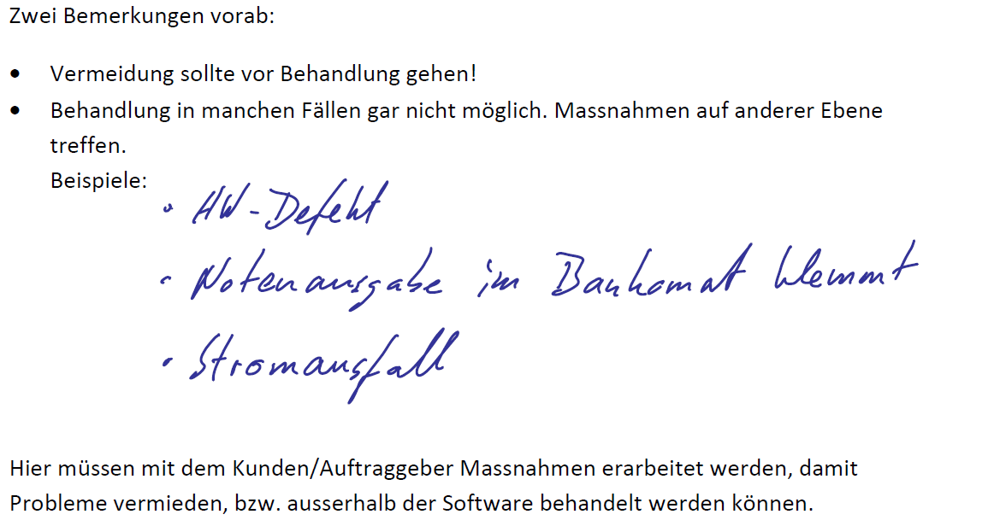 Zwei Bemerkungen vorab:
• Vermeidung sollte vor Behandlung gehen!
• Behandlung in manchen Fällen gar nicht möglich. Massnahmen auf anderer Ebene
treffen.
Beispiele:
• HW-Defekt
• Notenausgabe im Bankomat klemmt
• Stromausfall
Hier müssen mit dem Kunden/Auftraggeber Massnahmen erarbeitet werden, damit
Probleme vermieden, bzw. ausserhalb der Software behandelt werden können.